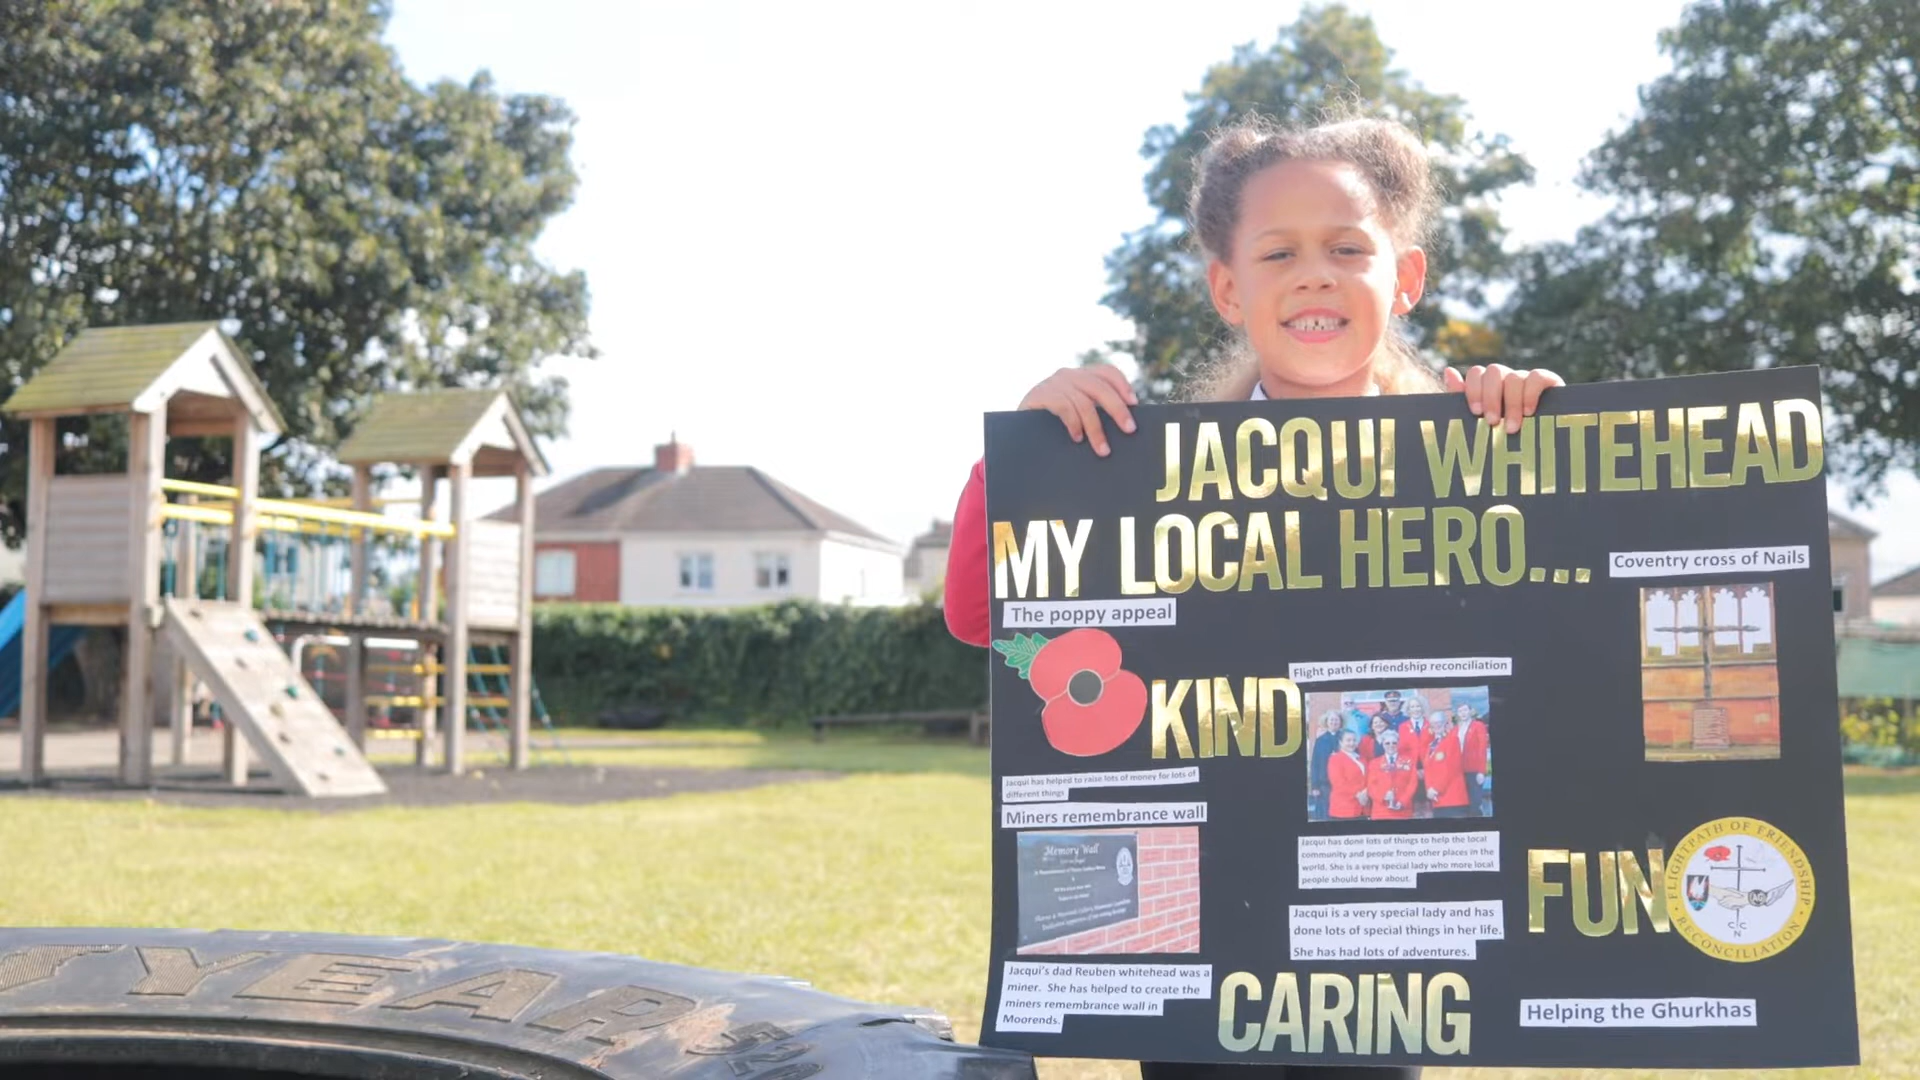 JACQUI WHITEHEAD
MY LOCAL HERO...
Coventry cross of Nails
The poppy appeal
Flight path of friendship reconciliation
KIND
Jacqui has helped to raise lots of money for lots of
different things
Miners remembrance wall
Memory Wall
Jacqui has done lots of things to help the local
community and people from other places in the
world. She is a very special lady who more local
people should know about.
FUN
FLIGHTPATH OF FRIENDSHIP
RECONCILIATION
CCN
Jacqui is a very special lady and has
done lots of special things in her life.
She has had lots of adventures.
Jacqui's dad Reuben whitehead was a
miner. She has helped to create the
miners remembrance wall in
Moorends.
CARING
Helping the Ghurkhas
YEAR